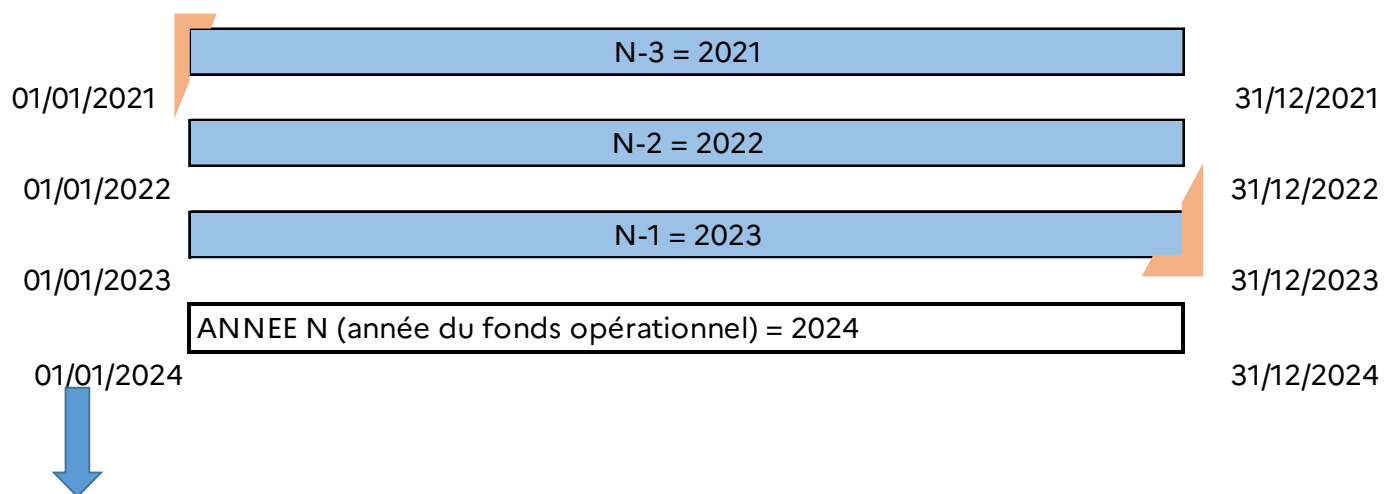 N-3 = 2021
01/01/2021 31/12/2021
N-2 = 2022
01/01/2022 31/12/2022
N-1 = 2023
01/01/2023 31/12/2023
ANNEE N (année du fonds opérationnel) = 2024
01/01/2024 31/12/2024